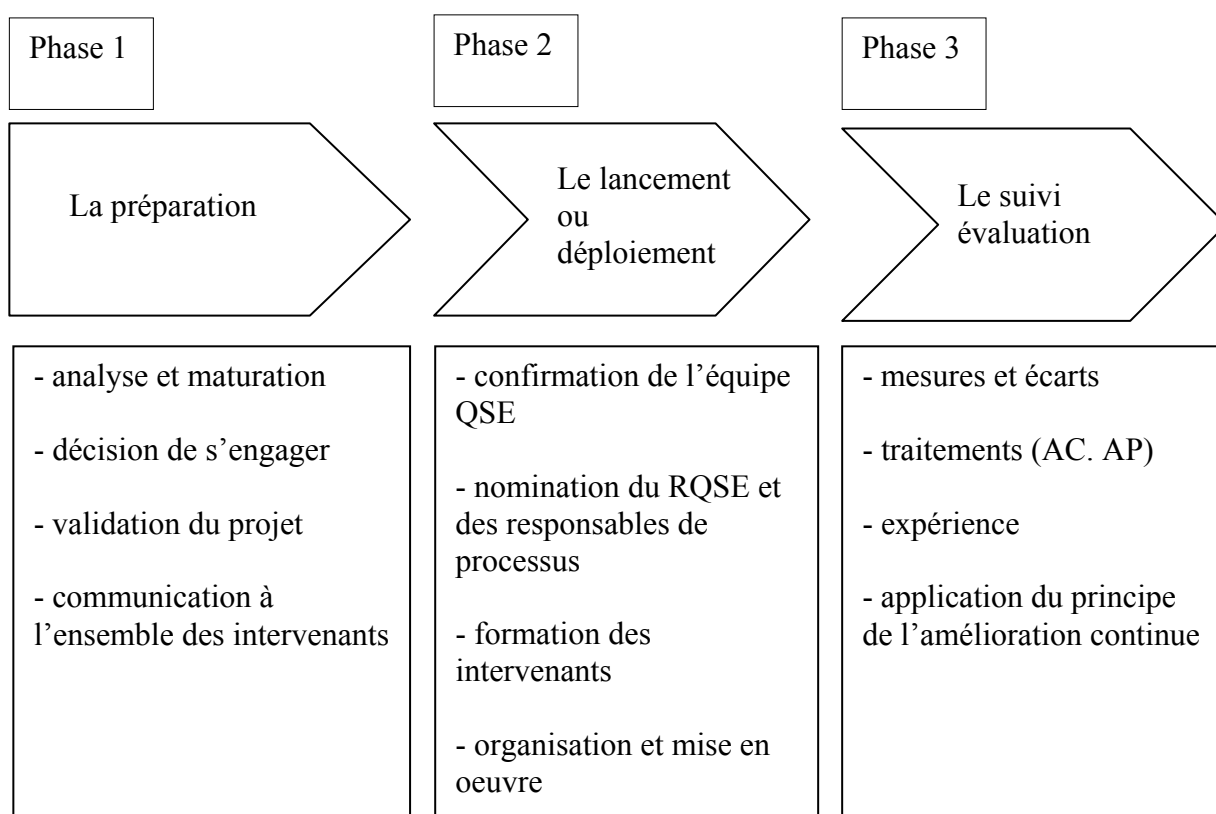 Phase 1
La préparation
- analyse et maturation
- décision de s’engager
- validation du projet
- communication à
l’ensemble des intervenants
Phase 2
Le lancement
ou
déploiement
- confirmation de l’équipe
QSE
- nomination du RQSE et
des responsables de
processus
- formation des
intervenants
- organisation et mise en
oeuvre
Phase 3
Le suivi
évaluation
- mesures et écarts
- traitements (AC. AP)
- expérience
- application du principe
de l’amélioration continue